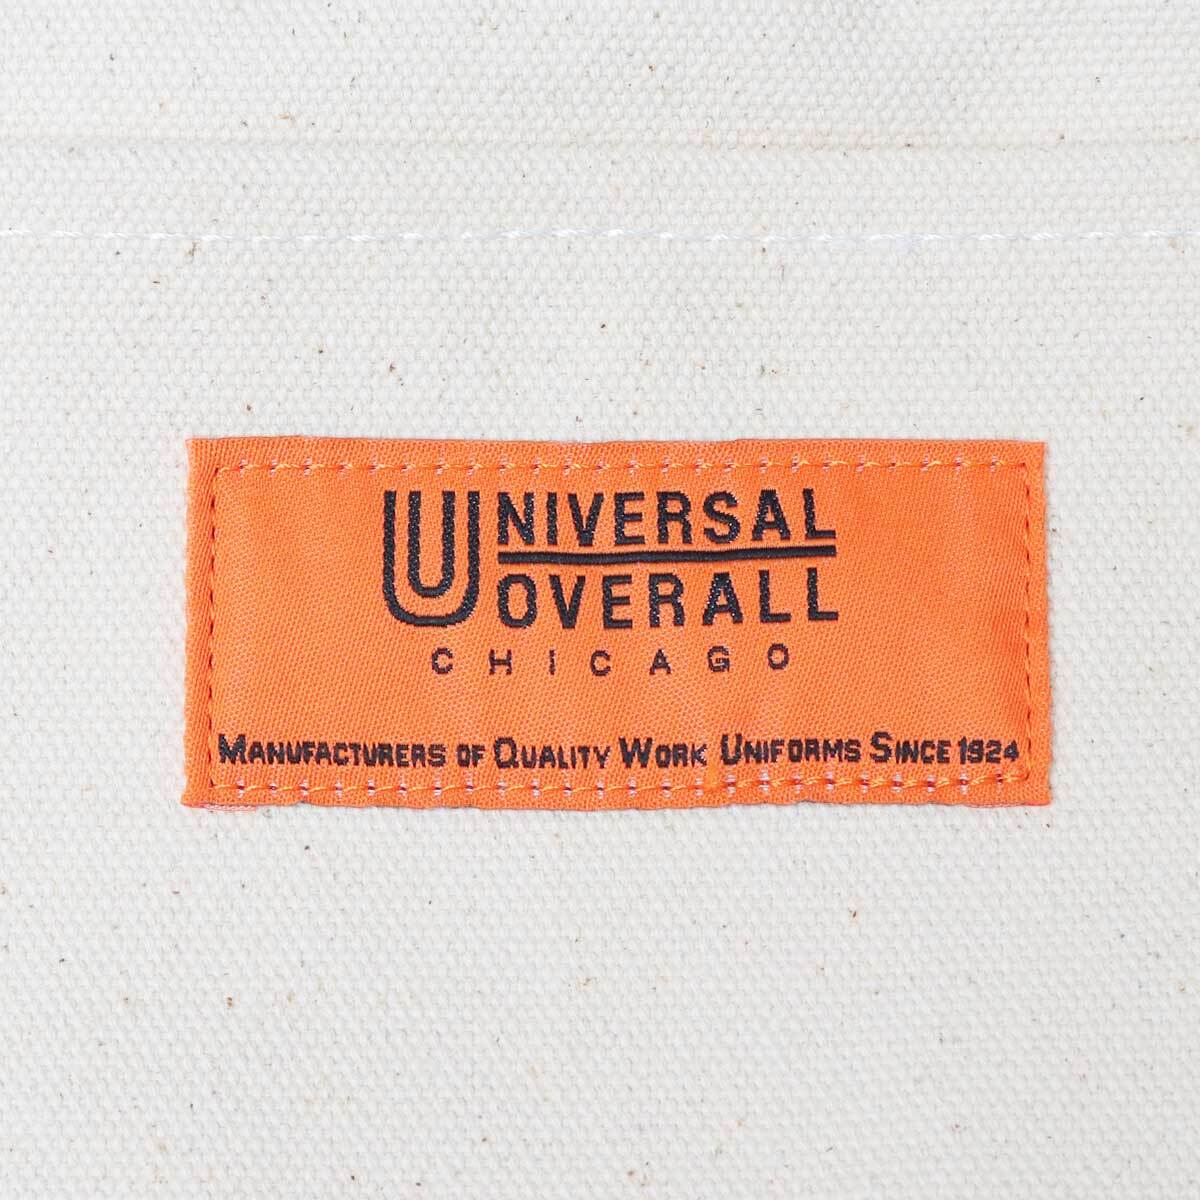 UNIVERSAL
OVERALL
CHICAGO
MANUFACTURERS OF QUALITY WORK UNIFORMS SINCE 1924